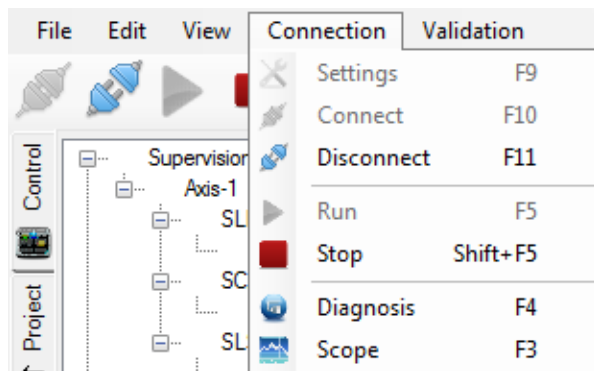 File Edit View Connection Validation
Settings F9
Connect F10
Disconnect F11
Run F5
Stop Shift+F5
Diagnosis F4
Scope F3
Control
Project
Supervision
Axis-1
SL
SC
SL